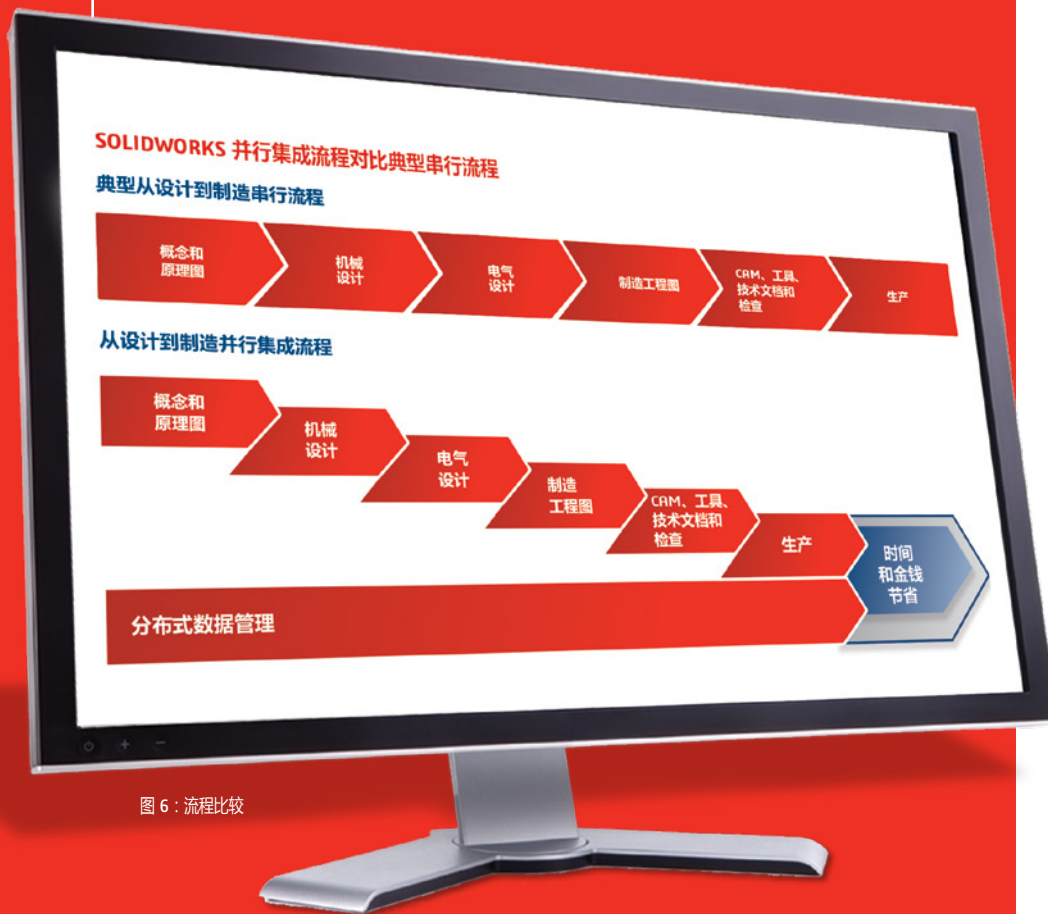 SOLIDWORKS 并行集成流程对比典型串行流程
典型从设计到制造串行流程
概念和
原理图
机械
设计
电气
设计
制造工程图
CAM、工具、
技术文档和
检查
生产
从设计到制造并行集成流程
概念和
原理图
机械
设计
电气
设计
制造
工程图
CAM、工具、
技术文档和
检查
生产
时间
和金钱
节省
分布式数据管理
图 6：流程比较